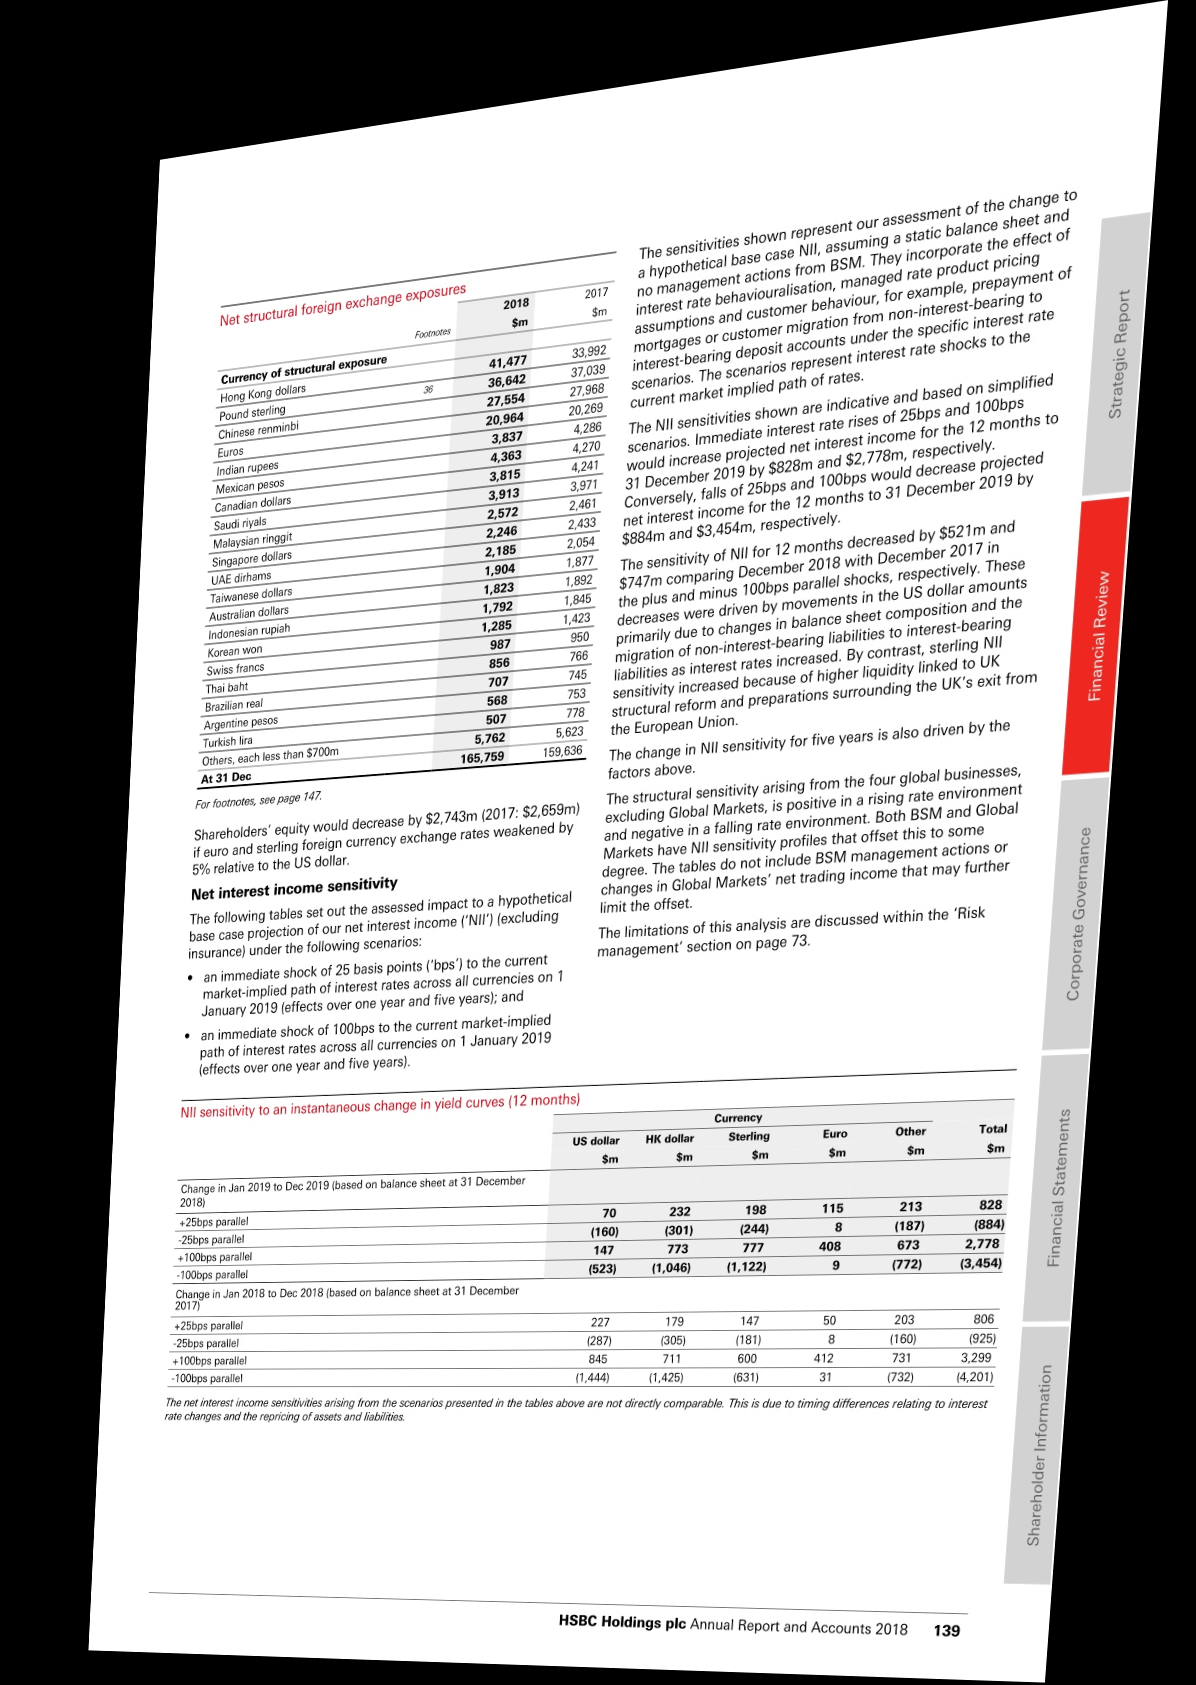 Net structural foreign exchange exposures
2018 2017
Footnotes $m $m
Currency of structural exposure
Hong Kong dollars 41,477 33,992
Pound sterling 36 36,642 37,039
Chinese renminbi 27,554 27,968
Euros 20,964 20,269
Indian rupees 3,837 4,286
Mexican pesos 4,363 4,270
Canadian dollars 3,815 4,241
Saudi riyals 3,913 3,971
Malaysian ringgit 2,572 2,461
Singapore dollars 2,246 2,433
UAE dirhams 2,185 2,054
Taiwanese dollars 1,904 1,877
Australian dollars 1,823 1,892
Indonesian rupiah 1,792 1,845
Korean won 1,285 1,423
Swiss francs 987 950
Thai baht 856 766
Brazilian real 707 745
Argentine pesos 568 753
Turkish lira 507 778
Others, each less than $700m 5,762 5,623
At 31 Dec 165,759 159,636
For footnotes, see page 147.
Shareholders' equity would decrease by $2,743m (2017: $2,659m)
if euro and sterling foreign currency exchange rates weakened by
5% relative to the US dollar.
Net interest income sensitivity
The following tables set out the assessed impact to a hypothetical
base case projection of our net interest income ('NII') (excluding
insurance) under the following scenarios:
• an immediate shock of 25 basis points ('bps') to the current
market-implied path of interest rates across all currencies on 1
January 2019 (effects over one year and five years); and
• an immediate shock of 100bps to the current market-implied
path of interest rates across all currencies on 1 January 2019
(effects over one year and five years).
The sensitivities shown represent our assessment of the change to
a hypothetical base case NII, assuming a static balance sheet and
no management actions from BSM. They incorporate the effect of
interest rate behaviouralisation, managed rate product pricing
assumptions and customer behaviour, for example, prepayment of
mortgages or customer migration from non-interest-bearing to
interest-bearing deposit accounts under the specific interest rate
scenarios. The scenarios represent interest rate shocks to the
current market implied path of rates.
The NII sensitivities shown are indicative and based on simplified
scenarios. Immediate interest rate rises of 25bps and 100bps
would increase projected net interest income for the 12 months to
31 December 2019 by $828m and $2,778m, respectively.
Conversely, falls of 25bps and 100bps would decrease projected
net interest income for the 12 months to 31 December 2019 by
$884m and $3,454m, respectively.
The sensitivity of NII for 12 months decreased by $521m and
$747m comparing December 2018 with December 2017 in
the plus and minus 100bps parallel shocks, respectively. These
decreases were driven by movements in the US dollar amounts
primarily due to changes in balance sheet composition and the
migration of non-interest-bearing liabilities to interest-bearing
liabilities as interest rates increased. By contrast, sterling NII
sensitivity increased because of higher liquidity linked to UK
structural reform and preparations surrounding the UK's exit from
the European Union.
The change in NII sensitivity for five years is also driven by the
factors above.
The structural sensitivity arising from the four global businesses,
excluding Global Markets, is positive in a rising rate environment
and negative in a falling rate environment. Both BSM and Global
Markets have NII sensitivity profiles that offset this to some
degree. The tables do not include BSM management actions or
changes in Global Markets' net trading income that may further
limit the offset.
The limitations of this analysis are discussed within the 'Risk
management' section on page 73.
NII sensitivity to an instantaneous change in yield curves (12 months)
Currency
US dollar HK dollar Sterling Euro Other Total
$m $m $m $m $m $m
Change in Jan 2019 to Dec 2019 (based on balance sheet at 31 December
2018)
+25bps parallel 70 232 198 115 213 828
-25bps parallel (160) (301) (244) 8 (187) (884)
+100bps parallel 147 773 777 408 673 2,778
-100bps parallel (523) (1,046) (1,122) 9 (772) (3,454)
Change in Jan 2018 to Dec 2018 (based on balance sheet at 31 December
2017)
+25bps parallel 227 179 147 50 203 806
-25bps parallel (287) (305) (181) 8 (160) (925)
+100bps parallel 845 711 600 412 731 3,299
-100bps parallel (1,444) (1,425) (631) 31 (732) (4,201)
The net interest income sensitivities arising from the scenarios presented in the tables above are not directly comparable. This is due to timing differences relating to interest
rate changes and the repricing of assets and liabilities.
HSBC Holdings plc Annual Report and Accounts 2018 139
Strategic Report
Financial Review
Corporate Governance
Financial Statements
Shareholder Information